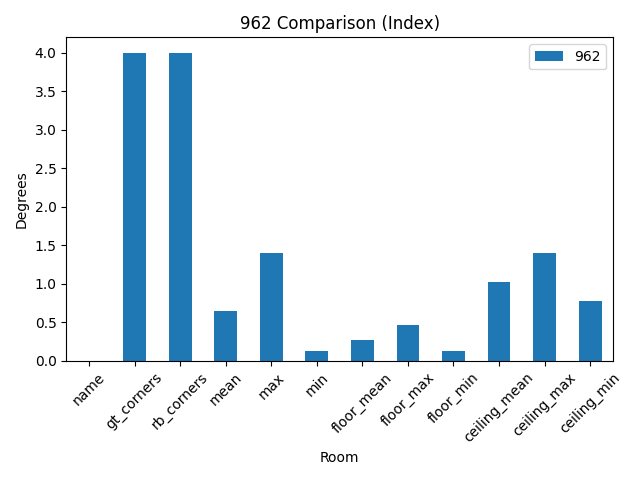 962 Comparison (Index)
962
Degrees
4.0
3.5
3.0
2.5
2.0
1.5
1.0
0.5
0.0
name
gt_corners
rb_corners
mean
max
min
floor_mean
floor_max
floor_min
ceiling_mean
ceiling_max
ceiling_min
Room